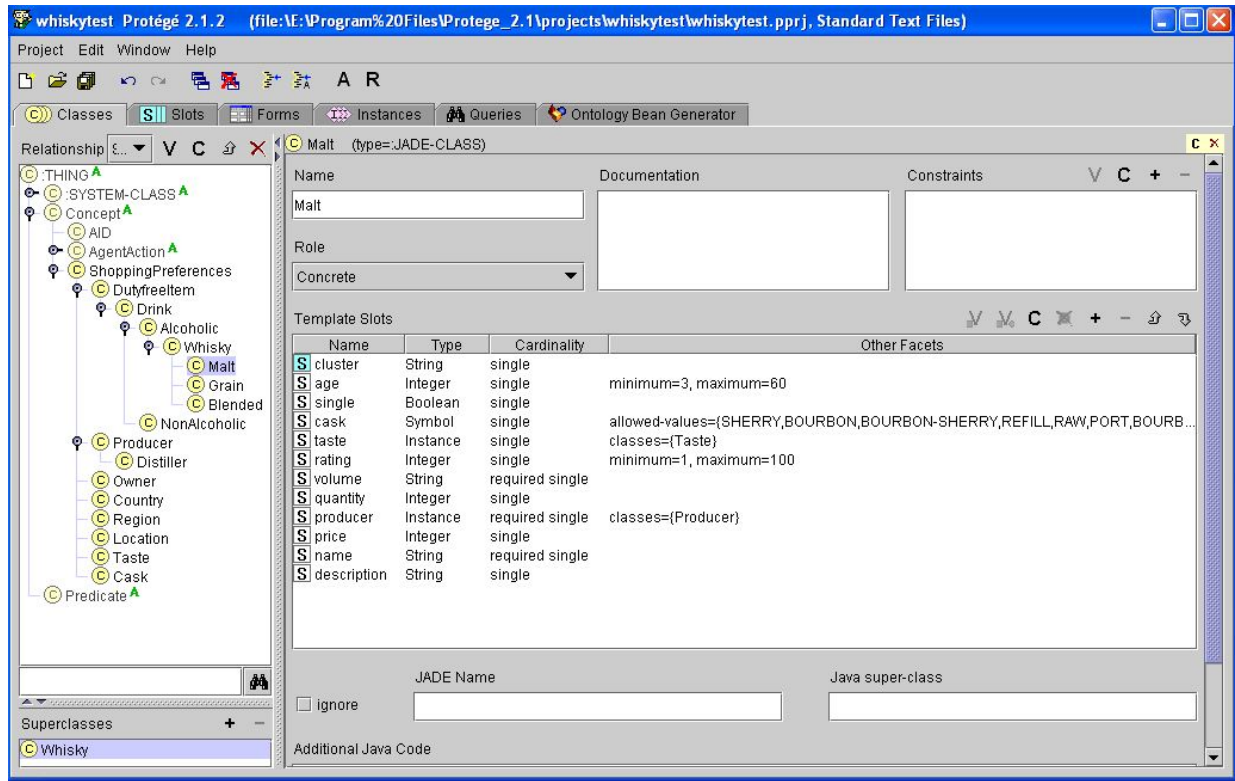 whiskytest Protégé 2.1.2 (file:\E:\Program%20Files\Protege_2.1\projects\whiskytest\whiskytest.pprj, Standard Text Files)
Project Edit Window Help
A R
C Classes S Slots Forms Instances Queries Ontology Bean Generator
Relationship V C
C :THING A
C :SYSTEM-CLASS A
C Concept A
C AID
C AgentAction A
C ShoppingPreferences
C DutyfreeItem
C Drink
C Alcoholic
C Whisky
C Malt
C Grain
C Blended
C NonAlcoholic
C Producer
C Distiller
C Owner
C Country
C Region
C Location
C Taste
C Cask
C Predicate A
Superclasses + −
C Whisky
C Malt (type=:JADE-CLASS) C ×
Name Documentation Constraints V C + −
Malt
Role
Concrete
Template Slots V V C + −
Name Type Cardinality Other Facets
S cluster String single
S age Integer single minimum=3, maximum=60
S single Boolean single
S cask Symbol single allowed-values={SHERRY,BOURBON,BOURBON-SHERRY,REFILL,RAW,PORT,BOURB...
S taste Instance single classes={Taste}
S rating Integer single minimum=1, maximum=100
S volume String required single
S quantity Integer single
S producer Instance required single classes={Producer}
S price Integer single
S name String required single
S description String single
JADE Name Java super-class
ignore
Additional Java Code